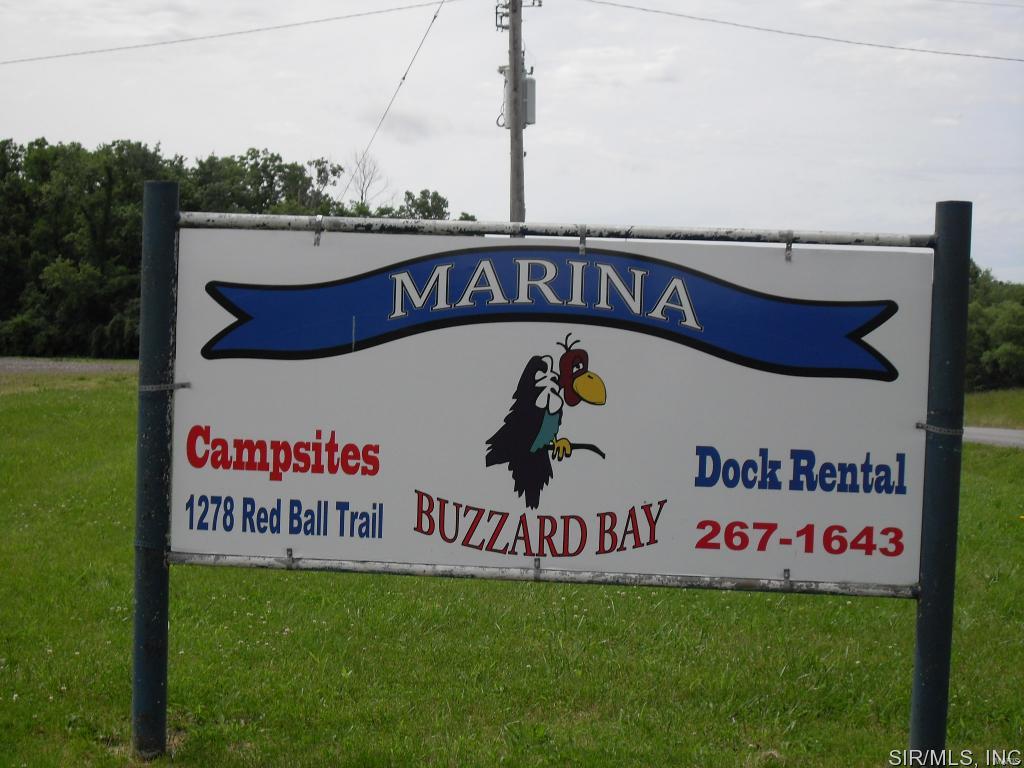 MARINA
Campsites
1278 Red Ball Trail
BUZZARD BAY
Dock Rental
267-1643
SIR/MLS, INC